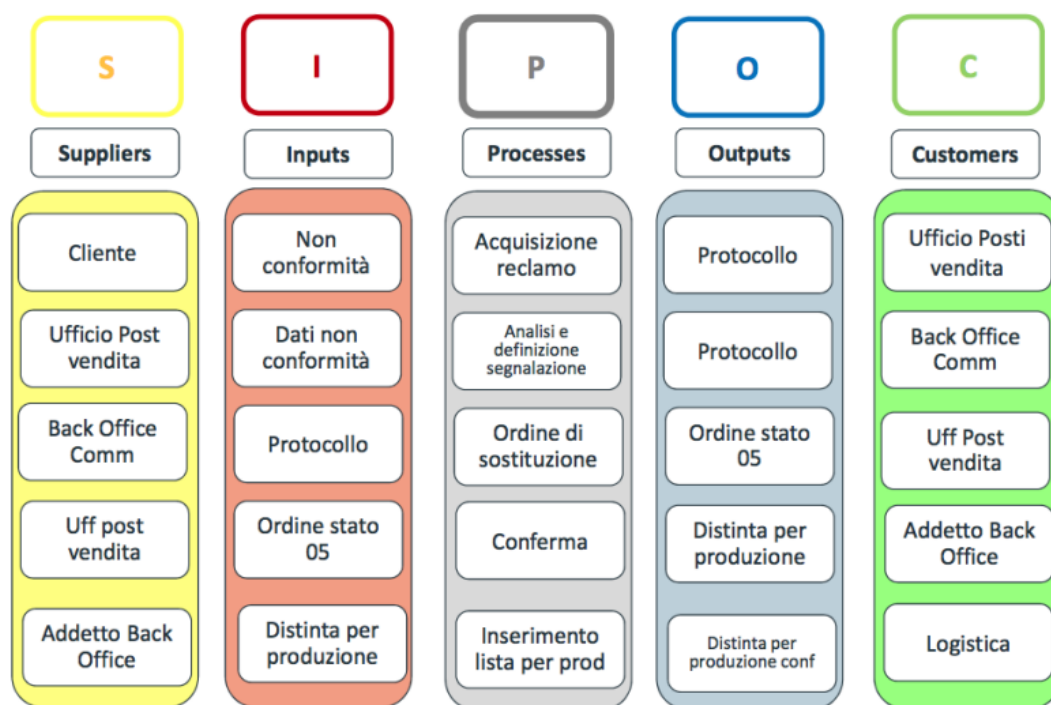 S
I
P
O
C
Suppliers
Inputs
Processes
Outputs
Customers
Cliente
Non
conformità
Acquisizione
reclamo
Protocollo
Ufficio Posti
vendita
Ufficio Post
vendita
Dati non
conformità
Analisi e
definizione
segnalazione
Protocollo
Back Office
Comm
Back Office
Comm
Protocollo
Ordine di
sostituzione
Ordine stato
05
Uff Post
vendita
Uff post
vendita
Ordine stato
05
Conferma
Distinta per
produzione
Addetto Back
Office
Addetto Back
Office
Distinta per
produzione
Inserimento
lista per prod
Distinta per
produzione conf
Logistica